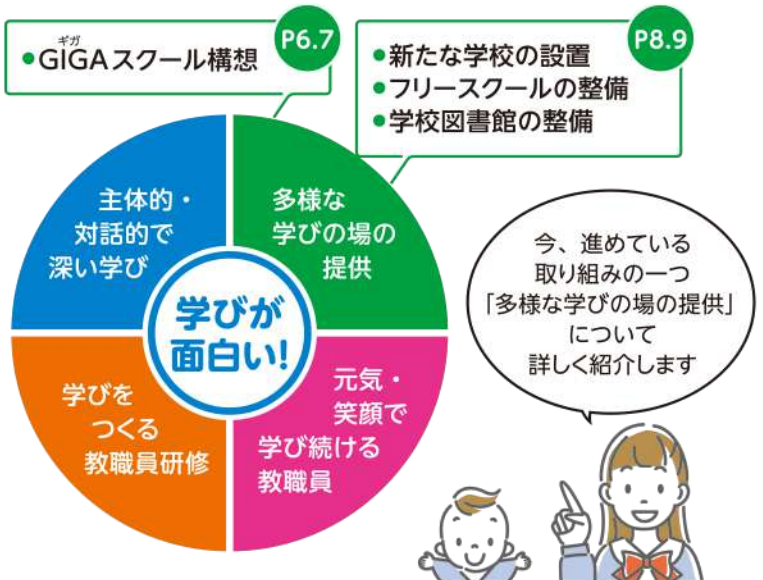 ギガ
•GIGAスクール構想
P6.7
•新たな学校の設置
•フリースクールの整備
•学校図書館の整備
P8.9
主体的・
対話的で
深い学び
多様な
学びの場の
提供
学びが
面白い!
学びを
つくる
教職員研修
元気・
笑顔で
学び続ける
教職員
今、進めている
取り組みの一つ
「多様な学びの場の提供」
について
詳しく紹介します